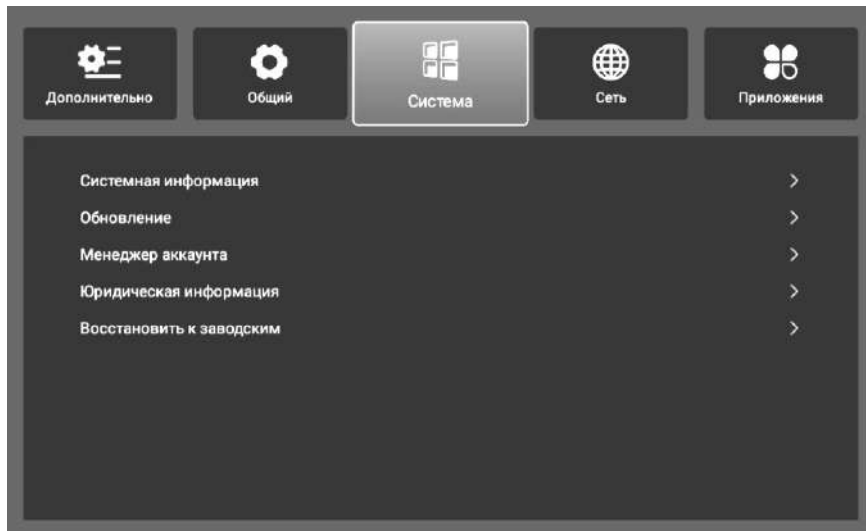 Дополнительно
Общий
Система
Сеть
Приложения
Системная информация
Обновление
Менеджер аккаунта
Юридическая информация
Восстановить к заводским